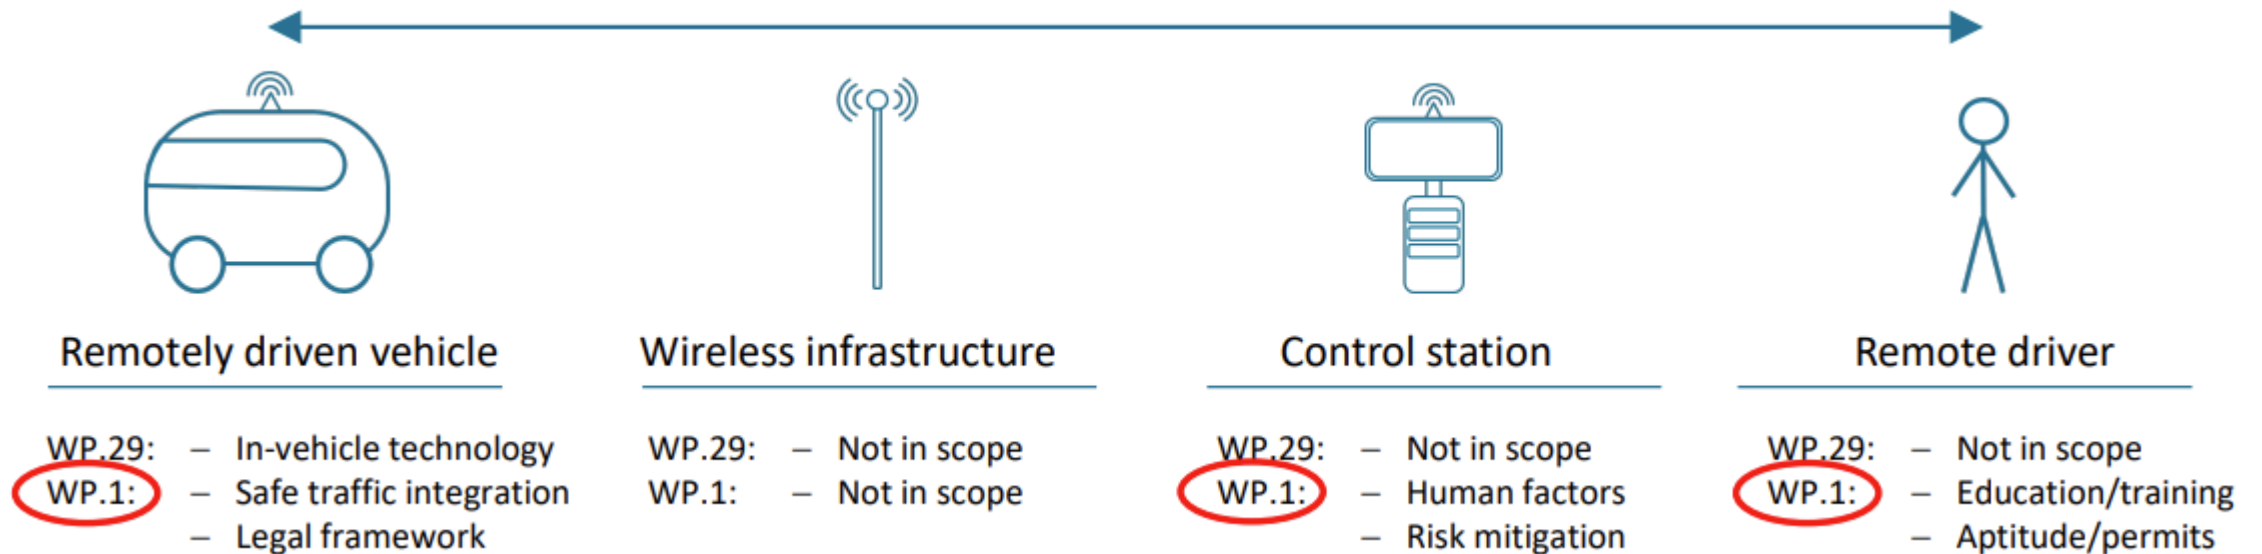 Remotely driven vehicle
WP.29: – In-vehicle technology
WP.1: – Safe traffic integration
– Legal framework
Wireless infrastructure
WP.29: – Not in scope
WP.1: – Not in scope
Control station
WP.29: – Not in scope
WP.1: – Human factors
– Risk mitigation
Remote driver
WP.29: – Not in scope
WP.1: – Education/training
– Aptitude/permits